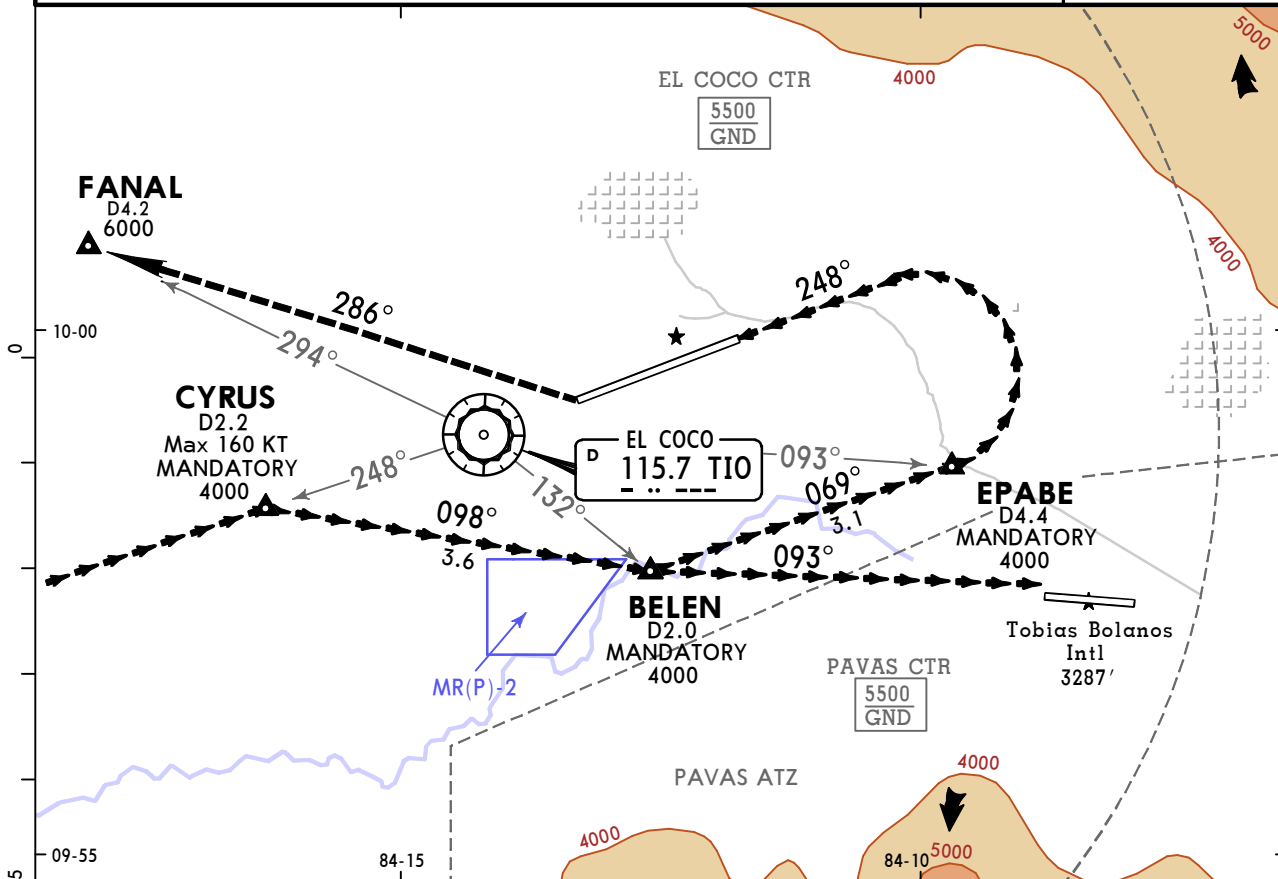 5000
EL COCO CTR
4000
5500
GND
FANAL
D4.2
6000
4000
248°
286°
10-00
0
294°
CYRUS
D2.2
Max 160 KT
MANDATORY
4000
EL COCO
D
115.7 TIO
093°
248°
132°
069°
3.1
EPABE
D4.4
MANDATORY
4000
098°
3.6
093°
BELEN
D2.0
MANDATORY
4000
Tobias Bolanos
Intl
3287'
PAVAS CTR
5500
GND
MR(P)-2
PAVAS ATZ
4000
4000
09-55
84-15
84-10
5000
5